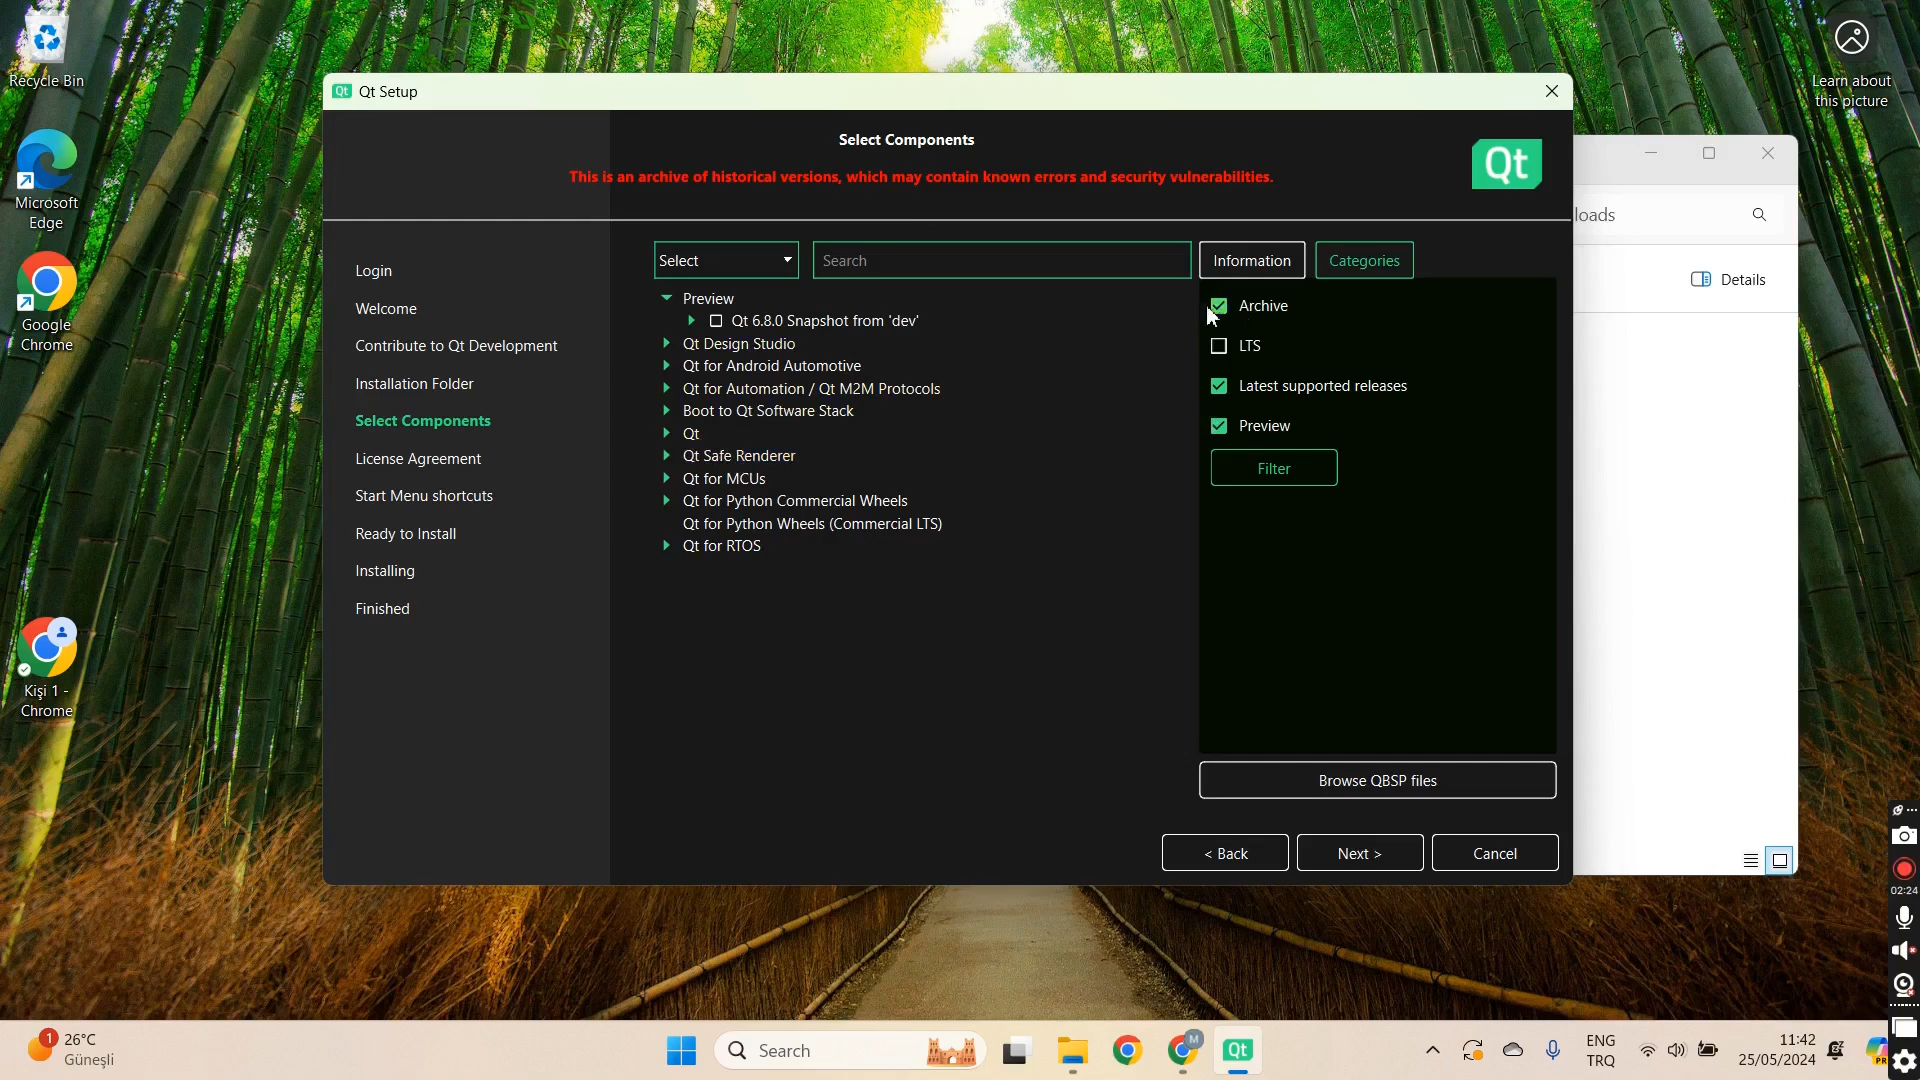 Recycle Bin
Microsoft
Edge
Google
Chrome
Kişi 1 -
Chrome
Learn about
this picture
Qt Qt Setup
Select Components
This is an archive of historical versions, which may contain known errors and security vulnerabilities.
Qt
Login
Welcome
Contribute to Qt Development
Installation Folder
Select Components
License Agreement
Start Menu shortcuts
Ready to Install
Installing
Finished
Select
Search
Information
Categories
Preview
Qt 6.8.0 Snapshot from 'dev'
Qt Design Studio
Qt for Android Automotive
Qt for Automation / Qt M2M Protocols
Boot to Qt Software Stack
Qt
Qt Safe Renderer
Qt for MCUs
Qt for Python Commercial Wheels
Qt for Python Wheels (Commercial LTS)
Qt for RTOS
Archive
LTS
Latest supported releases
Preview
Filter
Browse QBSP files
< Back
Next >
Cancel
loads
Details
02:24
1
26°C
Güneşli
Search
M
Qt
ENG
TRQ
11:42
25/05/2024
PRE